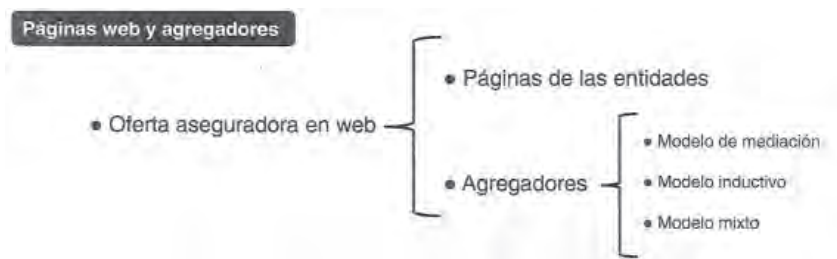 Páginas web y agregadores
• Oferta aseguradora en web
• Páginas de las entidades
• Agregadores
• Modelo de mediación
• Modelo inductivo
• Modelo mixto